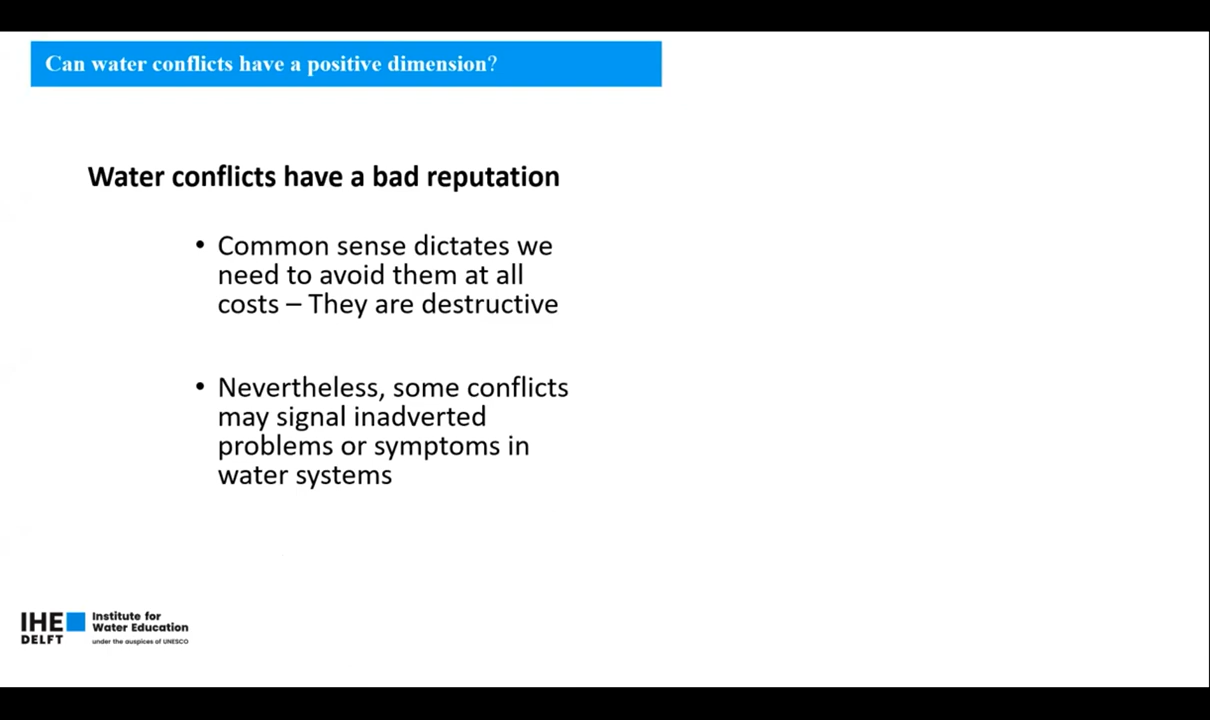 Can water conflicts have a positive dimension?
Water conflicts have a bad reputation
• Common sense dictates we
need to avoid them at all
costs – They are destructive
• Nevertheless, some conflicts
may signal inadverted
problems or symptoms in
water systems
IHE DELFT
Institute for
Water Education
under the auspices of UNESCO